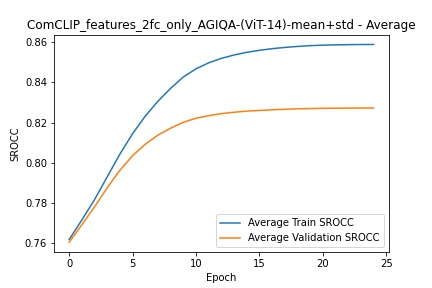 ComCLIP_features_2fc_only_AGIQA-(ViT-14)-mean+std - Average
0.86
0.84
0.82
0.80
0.78
0.76
SROCC
Average Train SROCC
Average Validation SROCC
0
5
10
15
20
25
Epoch